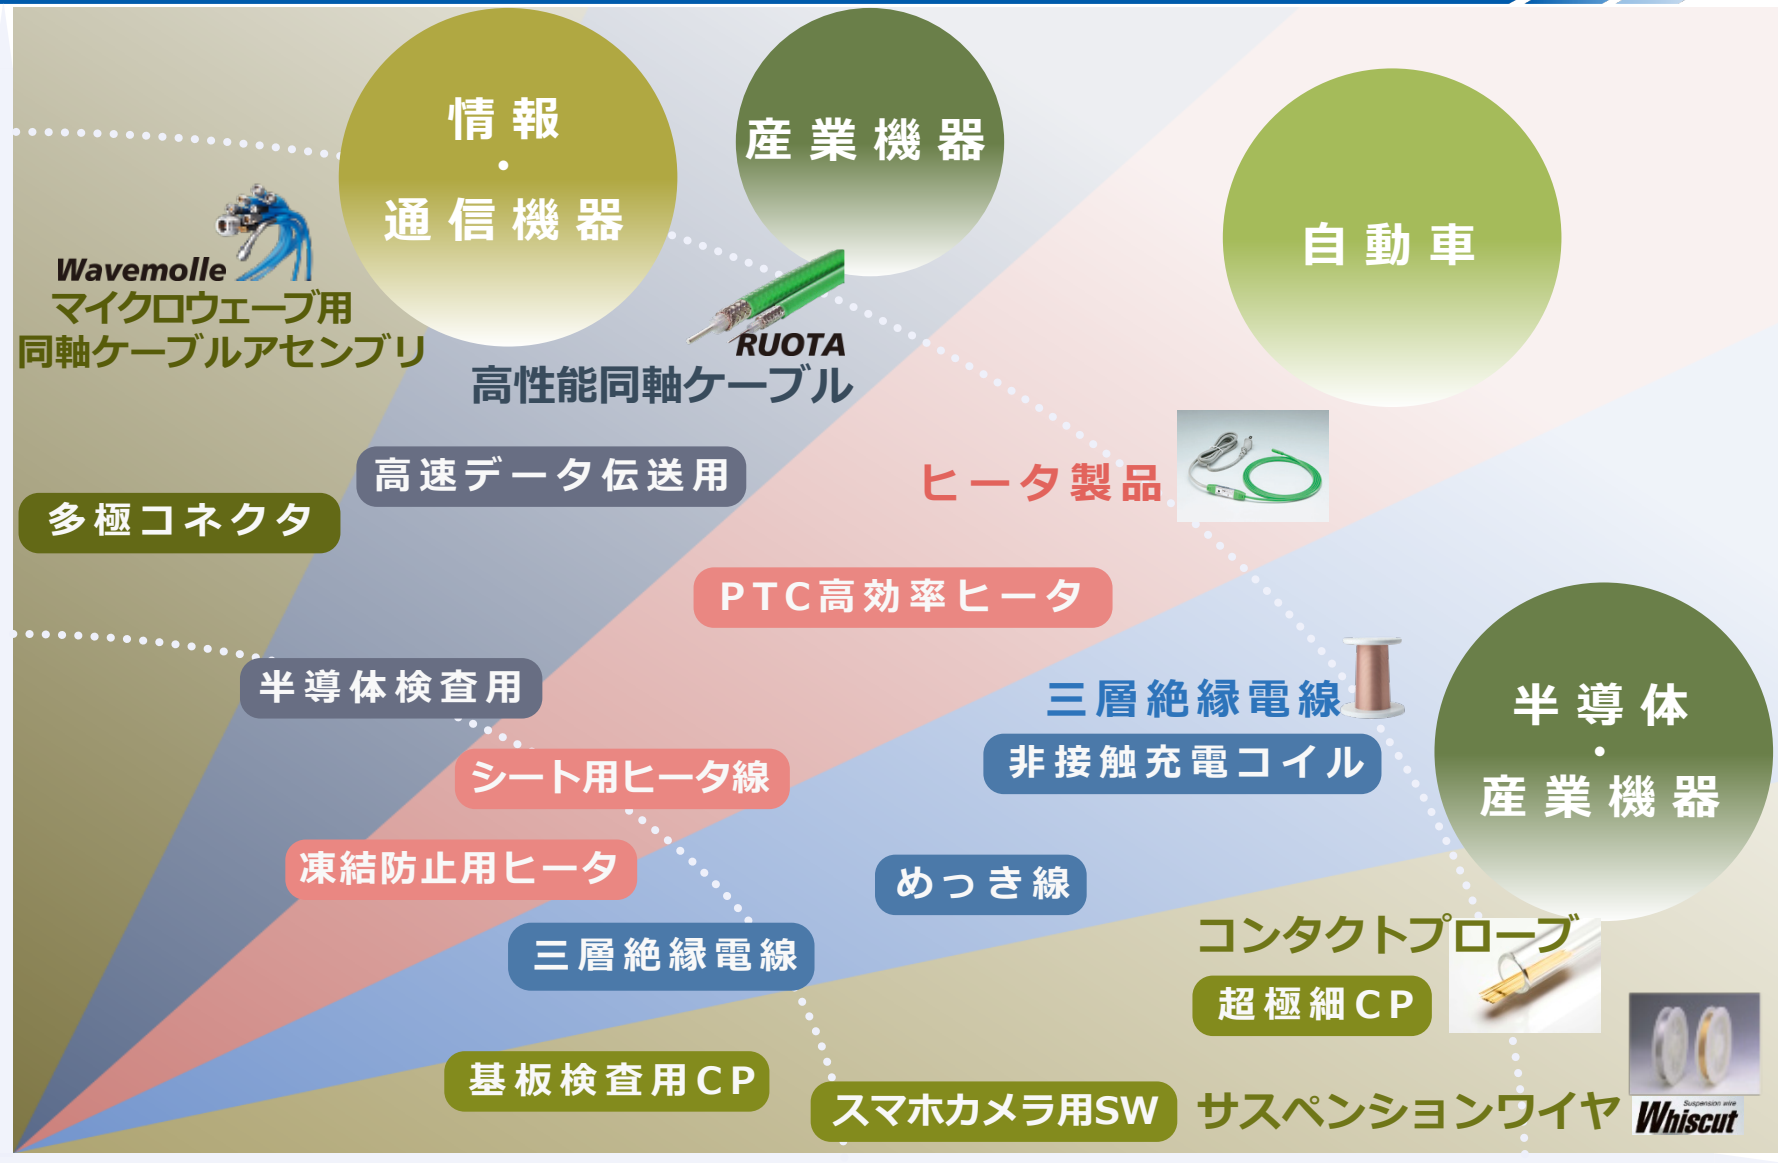 情報
・
通信機器
産業機器
自動車
Wavemolle
マイクロウェーブ用
同軸ケーブルアセンブリ
RUOTA
高性能同軸ケーブル
高速データ伝送用
ヒータ製品
多極コネクタ
PTC高効率ヒータ
半導体検査用
三層絶縁電線
半導体
・
産業機器
シート用ヒータ線
非接触充電コイル
凍結防止用ヒータ
めっき線
三層絶縁電線
コンタクトプローブ
超極細CP
基板検査用CP
スマホカメラ用SW
サスペンションワイヤ
Suspension wire
Whiscut